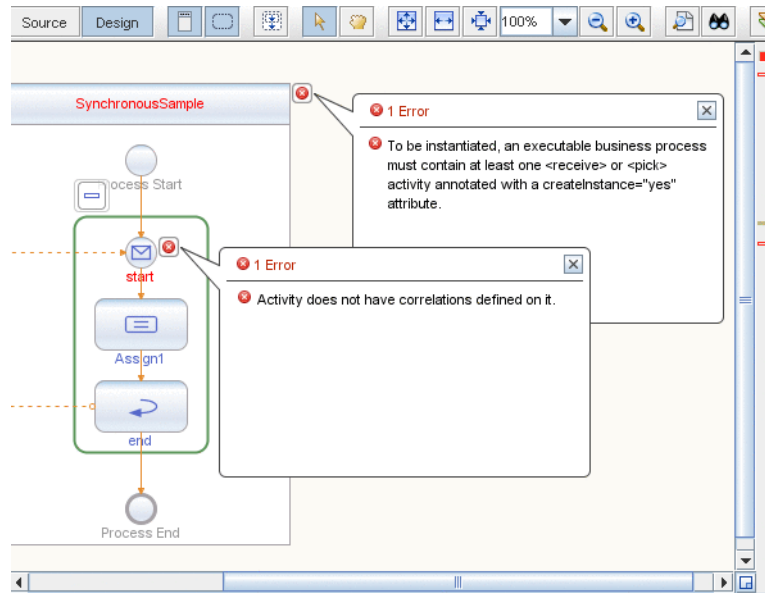 Source
Design
100%
SynchronousSample
1 Error
To be instantiated, an executable business process
must contain at least one <receive> or <pick>
activity annotated with a createInstance="yes"
attribute.
ocess Start
start
1 Error
Activity does not have correlations defined on it.
Assign1
end
Process End